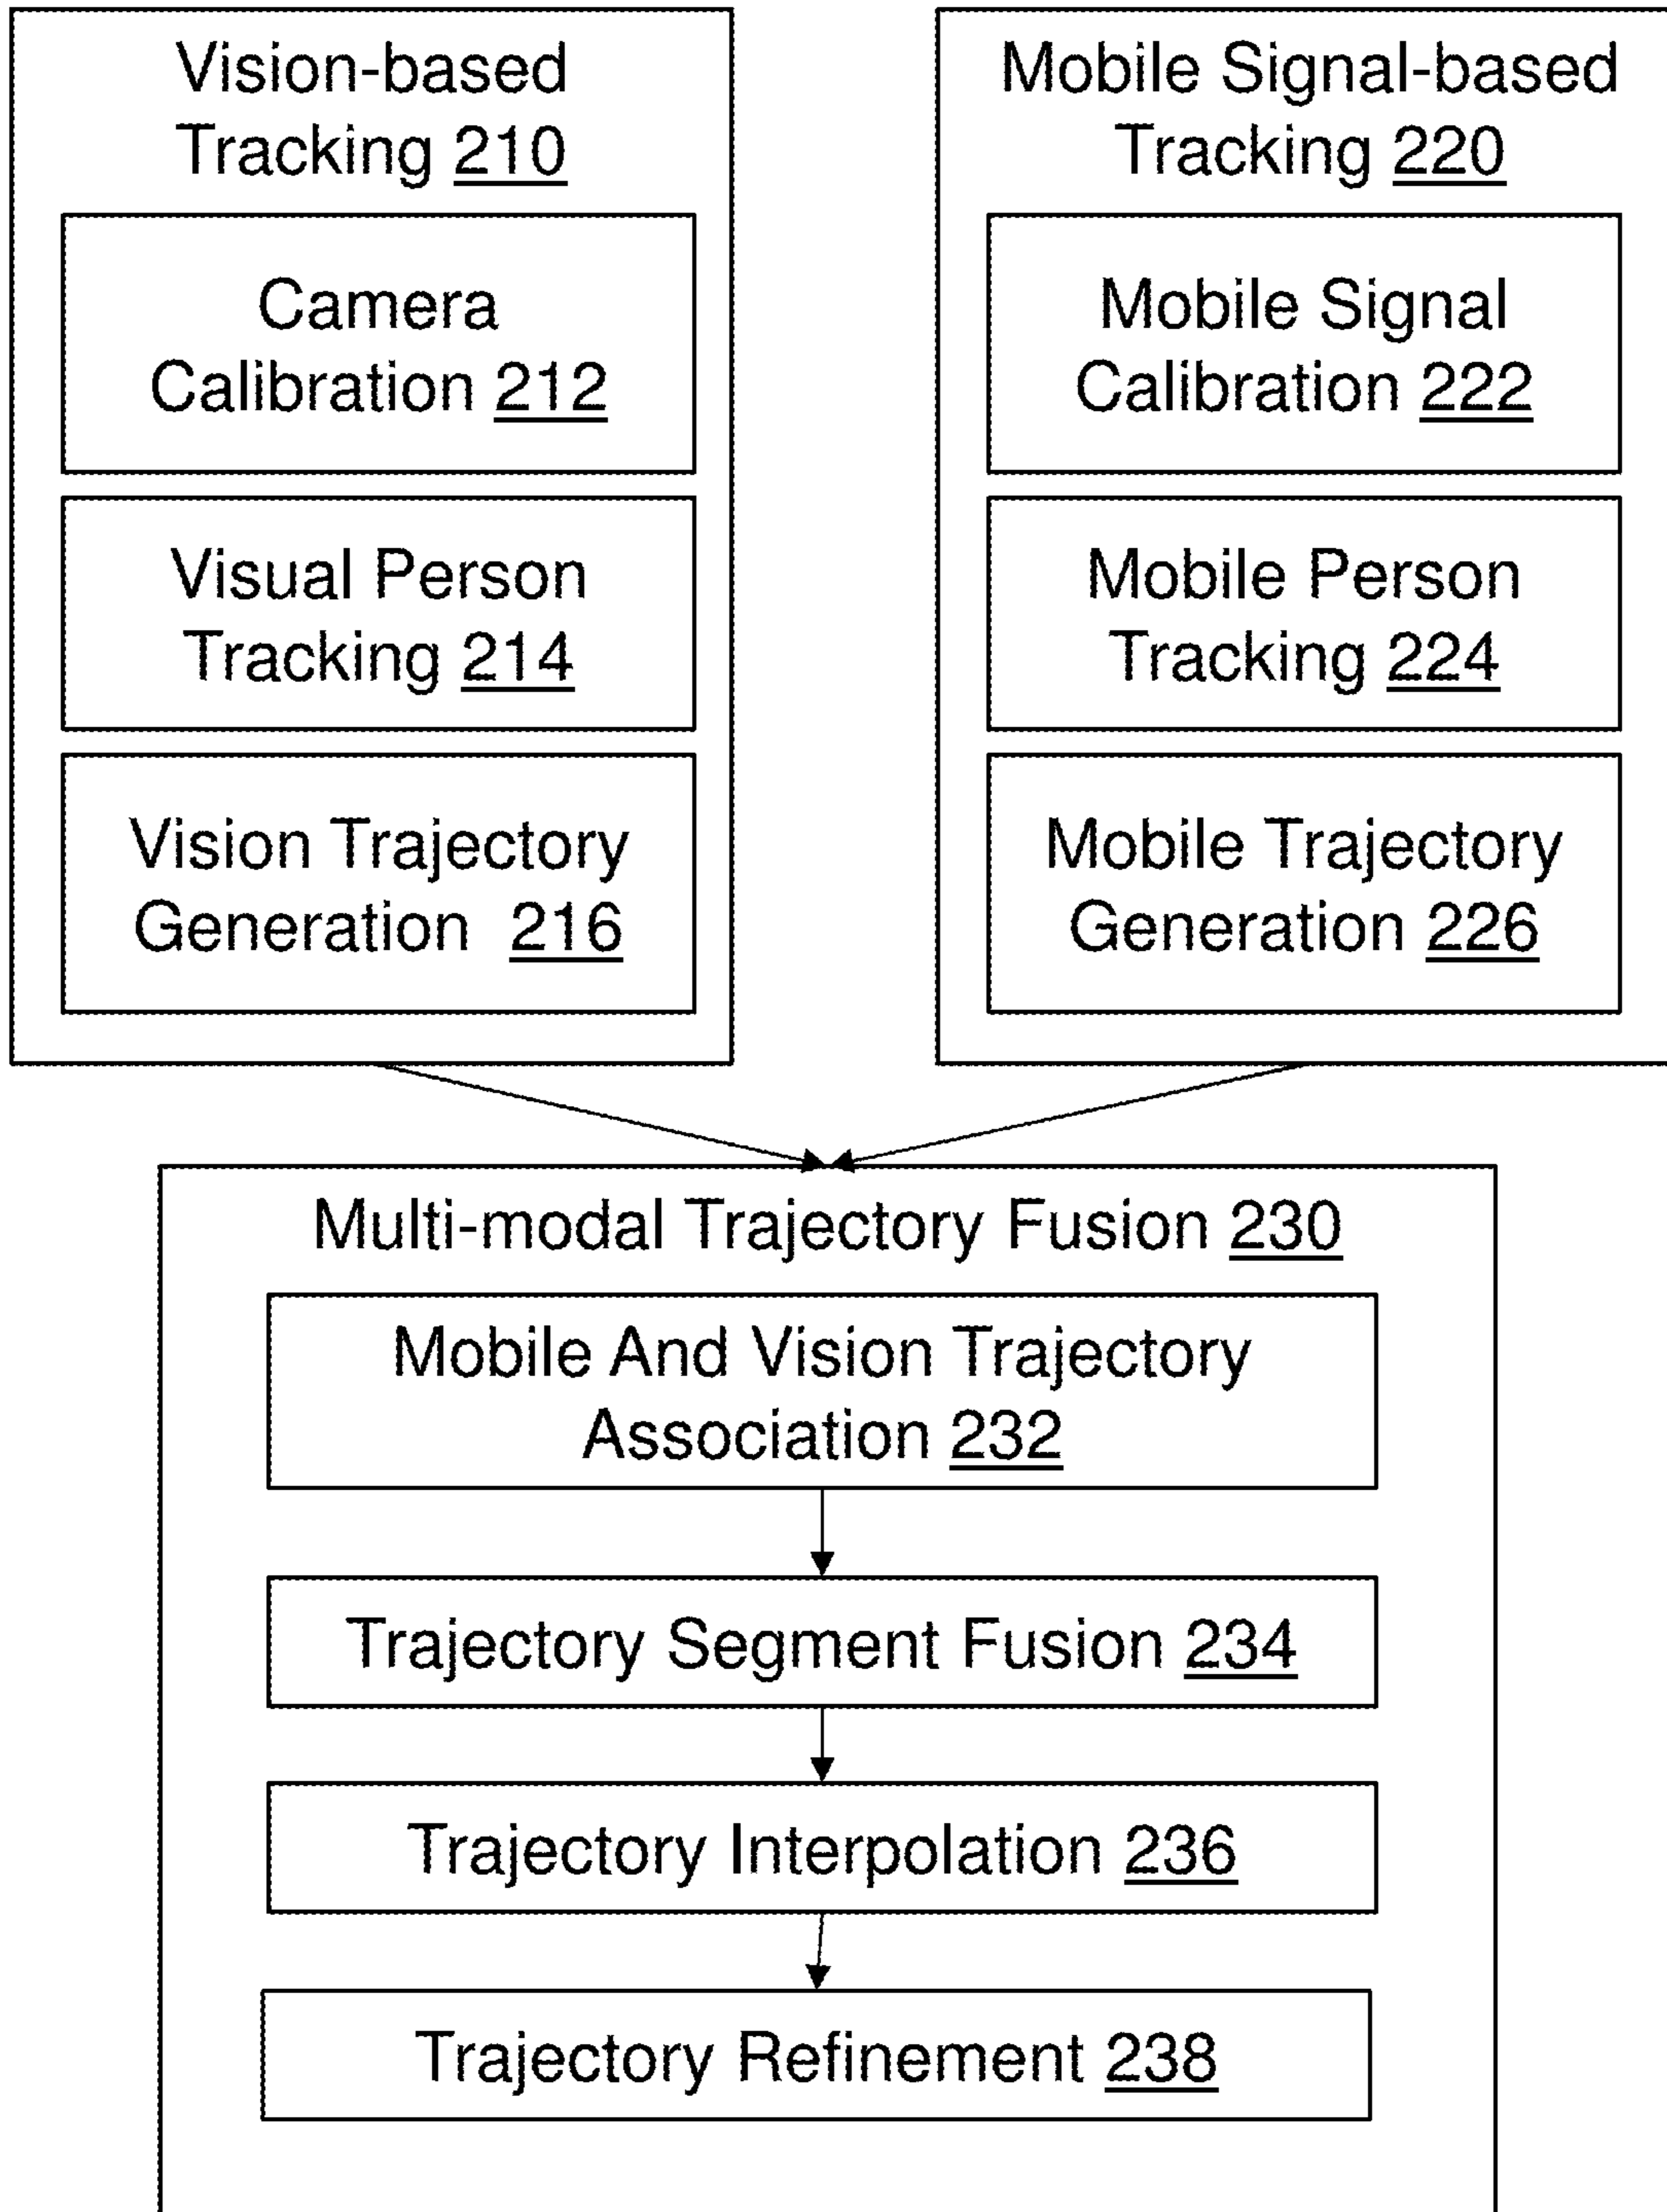 Vision-based
Tracking 210
Camera
Calibration 212
Visual Person
Tracking 214
Vision Trajectory
Generation 216
Mobile Signal-based
Tracking 220
Mobile Signal
Calibration 222
Mobile Person
Tracking 224
Mobile Trajectory
Generation 226
Multi-modal Trajectory Fusion 230
Mobile And Vision Trajectory
Association 232
Trajectory Segment Fusion 234
Trajectory Interpolation 236
Trajectory Refinement 238